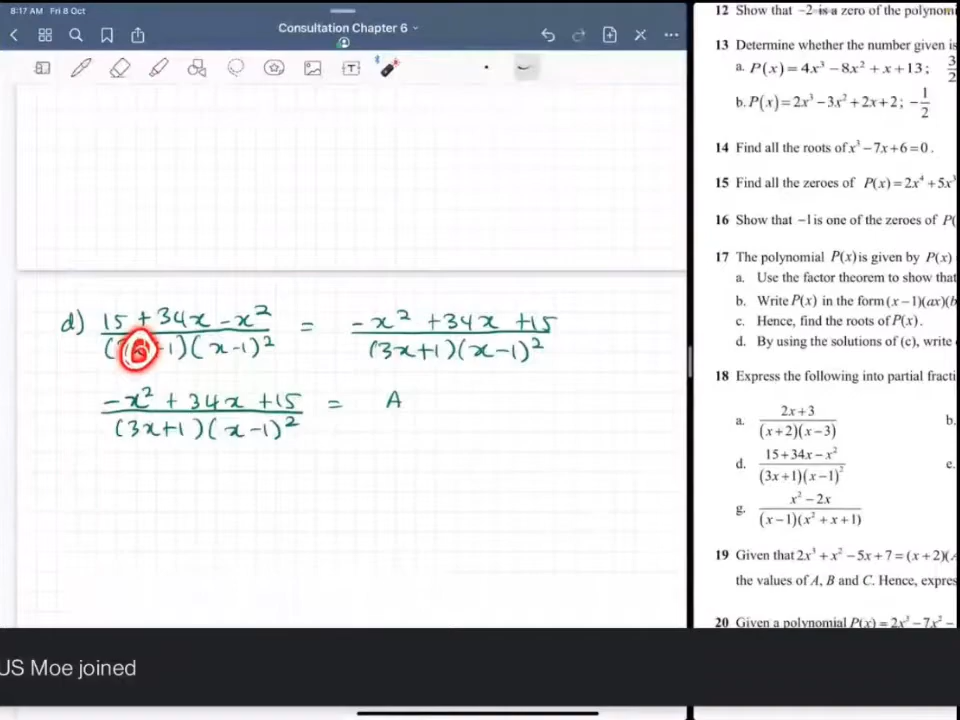 8:17 AM Fri 8 Oct
Consultation Chapter 6
d) 15 + 34x - x² / ( -1)(x-1)² = -x² + 34x + 15 / (3x+1)(x-1)²
-x² + 34x + 15 / (3x+1)(x-1)² = A
12 Show that −2 is a zero of the polynom
13 Determine whether the number given is
a. P(x) = 4x³ − 8x² + x + 13; 3/2
b. P(x) = 2x³ − 3x² + 2x + 2; −1/2
14 Find all the roots of x³ − 7x + 6 = 0.
15 Find all the zeroes of P(x) = 2x⁴ + 5x³
16 Show that −1 is one of the zeroes of P(
17 The polynomial P(x) is given by P(x)
a. Use the factor theorem to show that
b. Write P(x) in the form (x−1)(ax)(b
c. Hence, find the roots of P(x).
d. By using the solutions of (c), write
18 Express the following into partial fracti
a. 2x+3 / (x+2)(x−3) b.
d. 15+34x−x² / (3x+1)(x−1)² e.
g. x²−2x / (x−1)(x²+x+1)
19 Given that 2x³ + x² − 5x + 7 = (x+2)(
the values of A, B and C. Hence, expres
20 Given a polynomial P(x) = 2x³ − 7x² −
US Moe joined